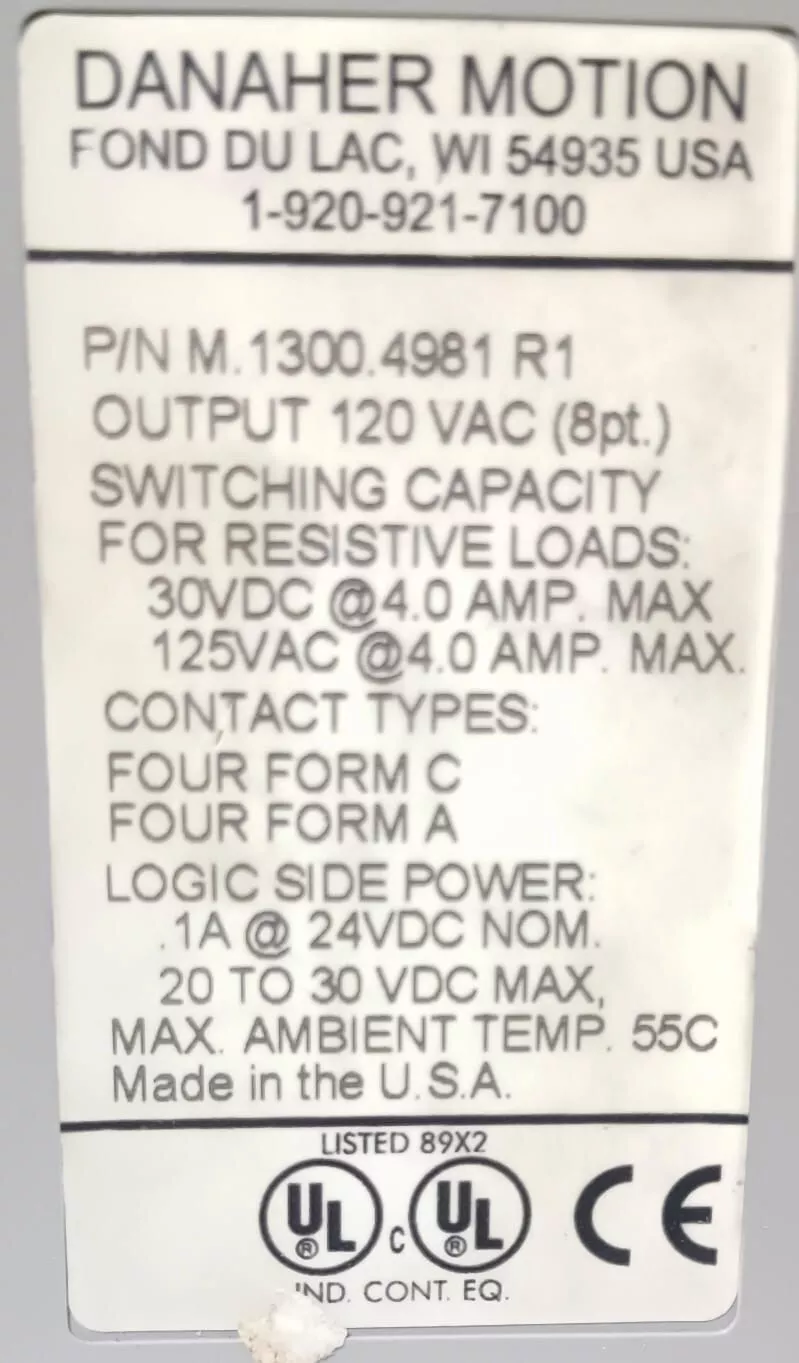 DANAHER MOTION
FOND DU LAC, WI 54935 USA
1-920-921-7100
P/N M.1300.4981 R1
OUTPUT 120 VAC (8pt.)
SWITCHING CAPACITY
FOR RESISTIVE LOADS:
30VDC @4.0 AMP. MAX
125VAC @4.0 AMP. MAX.
CONTACT TYPES:
FOUR FORM C
FOUR FORM A
LOGIC SIDE POWER:
.1A @ 24VDC NOM.
20 TO 30 VDC MAX,
MAX. AMBIENT TEMP. 55C
Made in the U.S.A.
LISTED 89X2
UL® C UL® CE
IND. CONT. EQ.